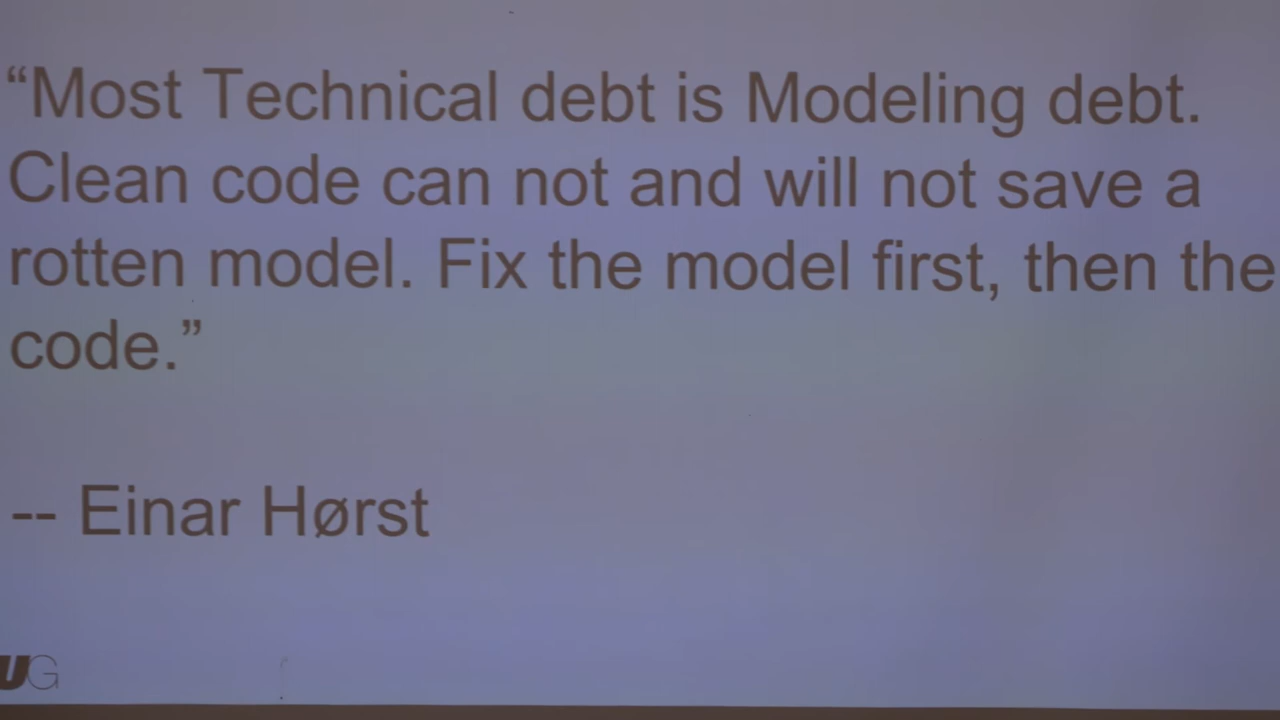 “Most Technical debt is Modeling debt.
Clean code can not and will not save a
rotten model. Fix the model first, then the
code.”
-- Einar Hørst
UG